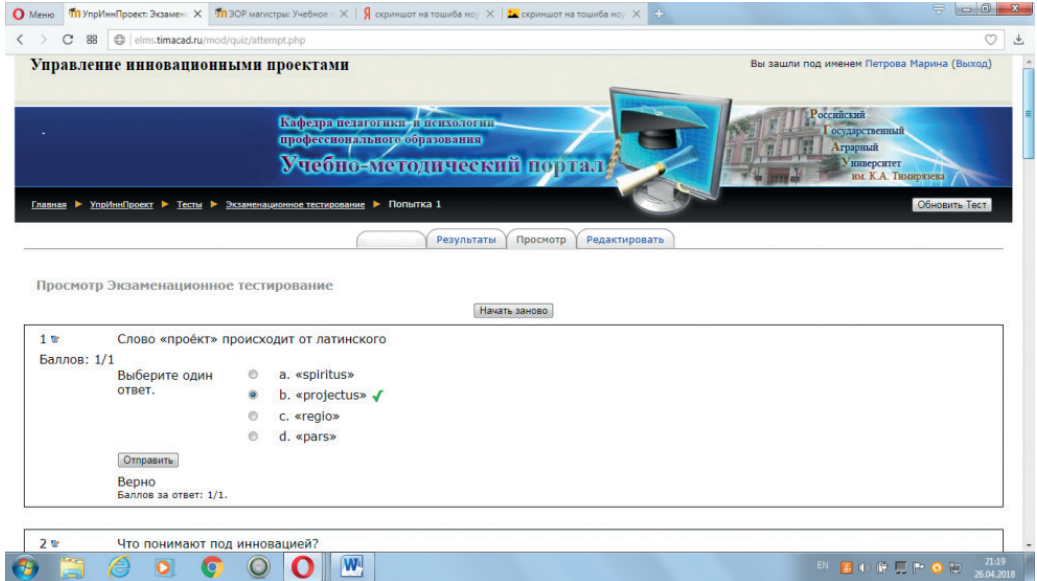 Меню
УпрИннПроект: Экзамен
ЭОР магистры: Учебное
скриншот на тошиба ноу
скриншот на тошиба ноу
elms.timacad.ru/mod/quiz/attempt.php
Управление инновационными проектами
Вы зашли под именем Петрова Марина (Выход)
Кафедра педагогики и психологии
профессионального образования
Учебно-методический портал
Российский
Государственный
Аграрный
Университет
им. К.А. Тимирязева
Главная ► УпрИннПроект ► Тесты ► Экзаменационное тестирование ► Попытка 1
Обновить Тест
Результаты Просмотр Редактировать
Просмотр Экзаменационное тестирование
Начать заново
1 Слово «проéкт» происходит от латинского
Баллов: 1/1
Выберите один ответ.
a. «spiritus»
b. «projectus» ✓
c. «regio»
d. «pars»
Отправить
Верно
Баллов за ответ: 1/1.
2 Что понимают под инновацией?
EN
21:19
26.04.2018